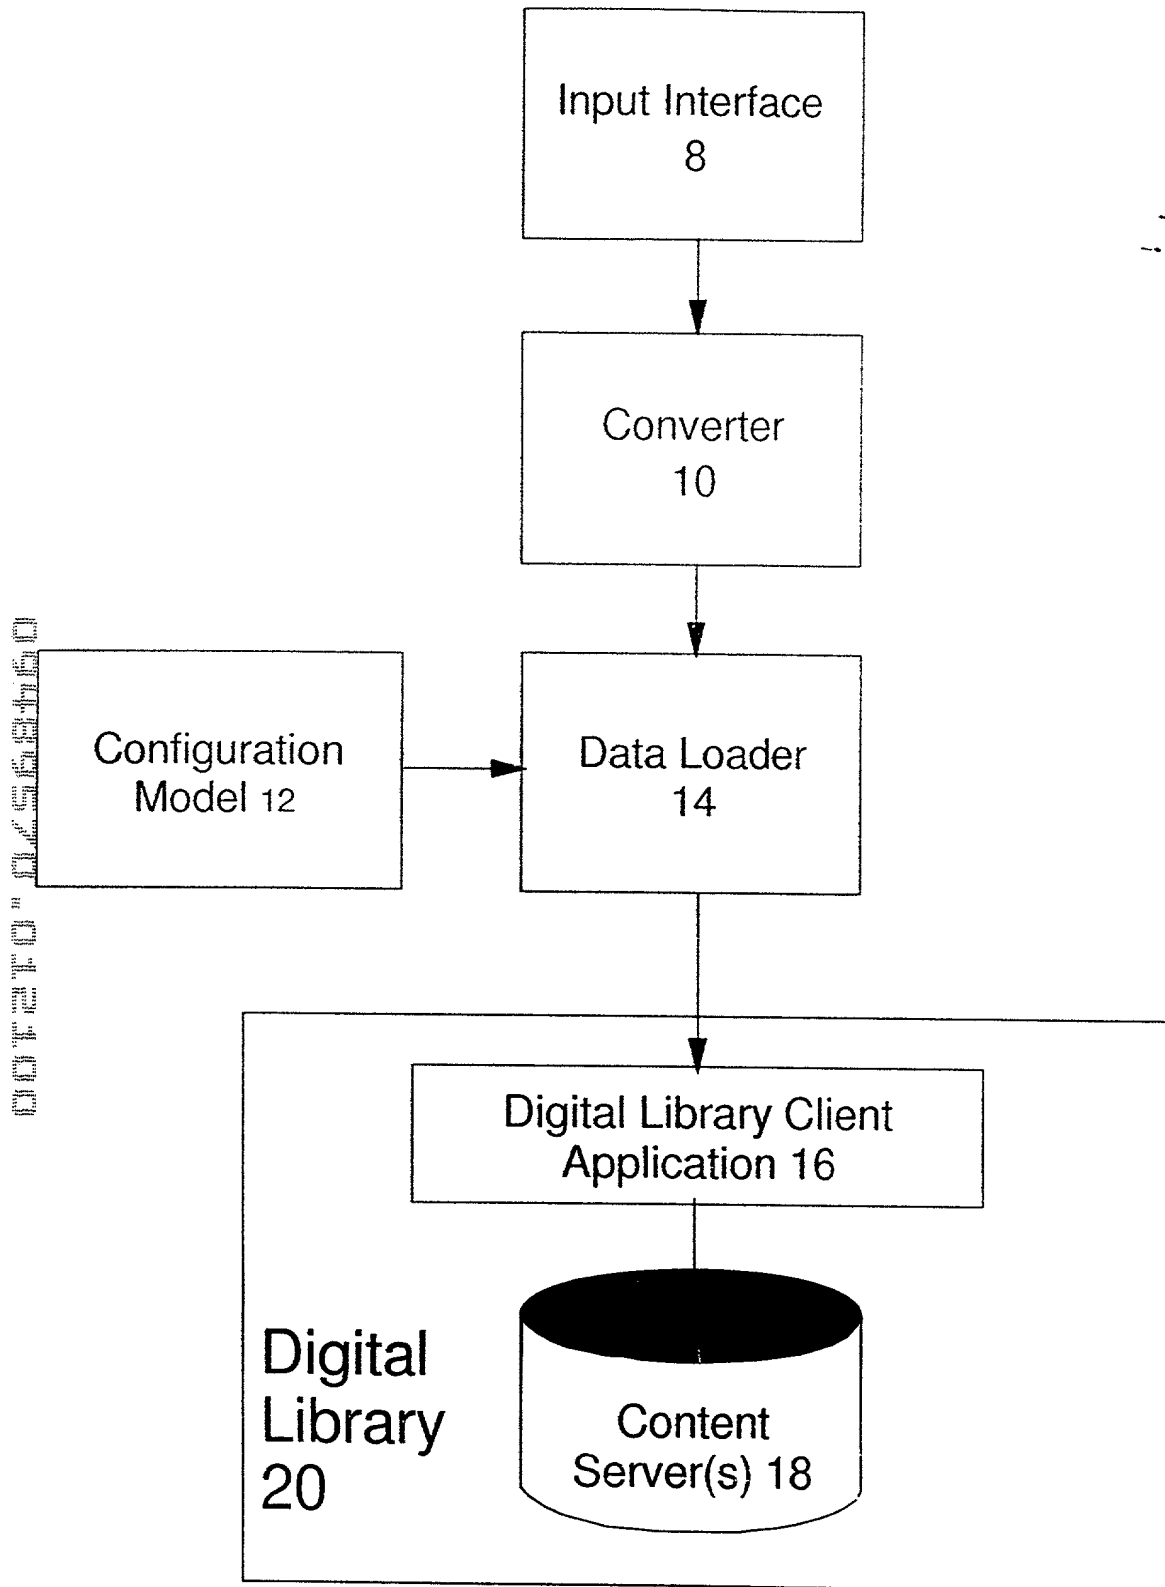 Input Interface
8
Converter
10
Configuration
Model 12
Data Loader
14
Digital Library Client
Application 16
Digital
Library
20
Content
Server(s) 18